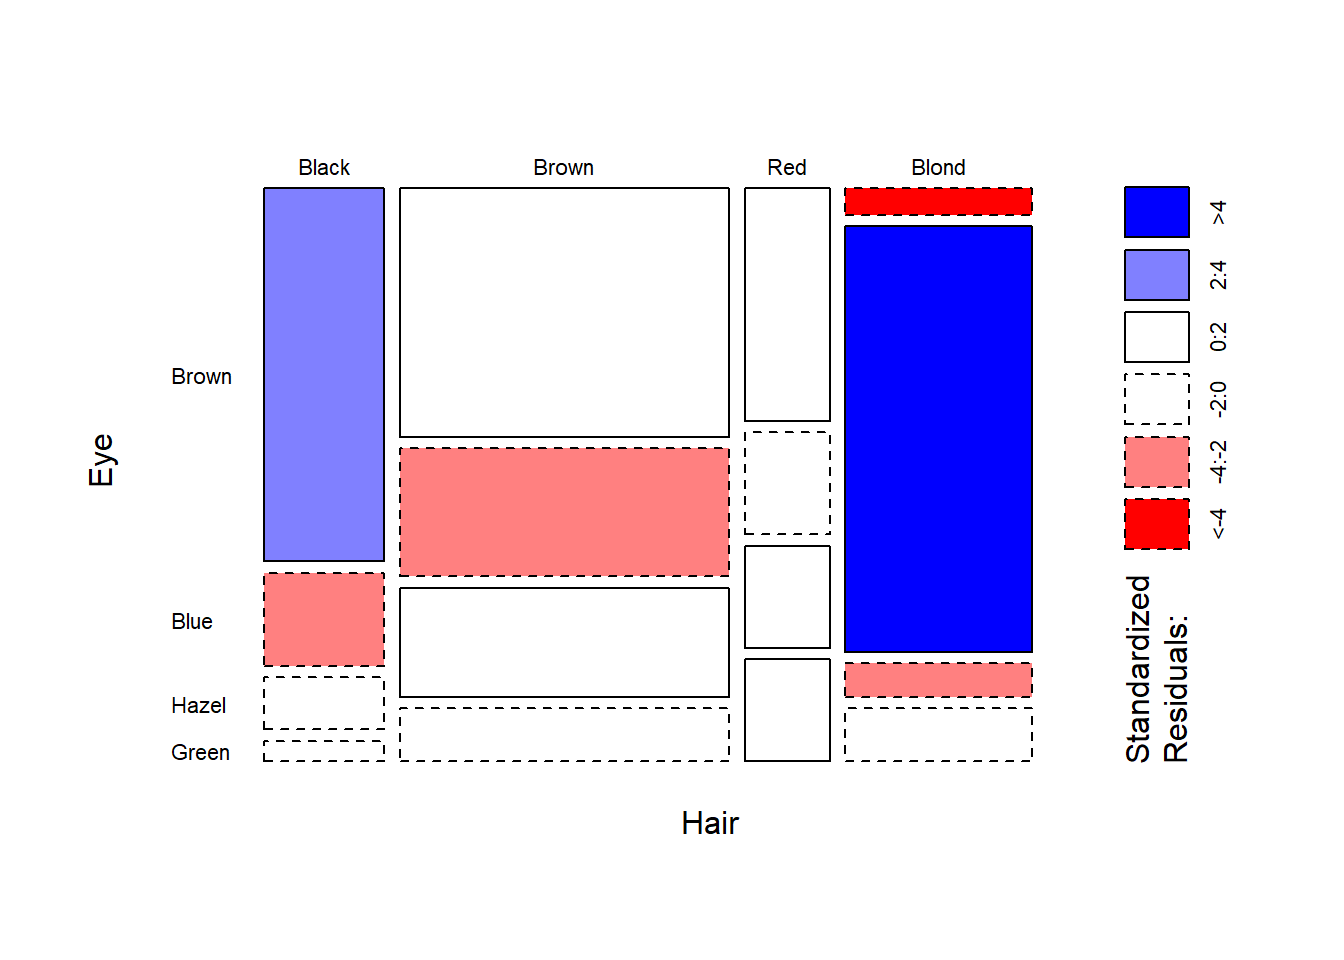 Black
Brown
Red
Blond
Brown
Blue
Hazel
Green
Eye
Hair
>4
2:4
0:2
-2:0
-4:-2
<-4
Standardized
Residuals: